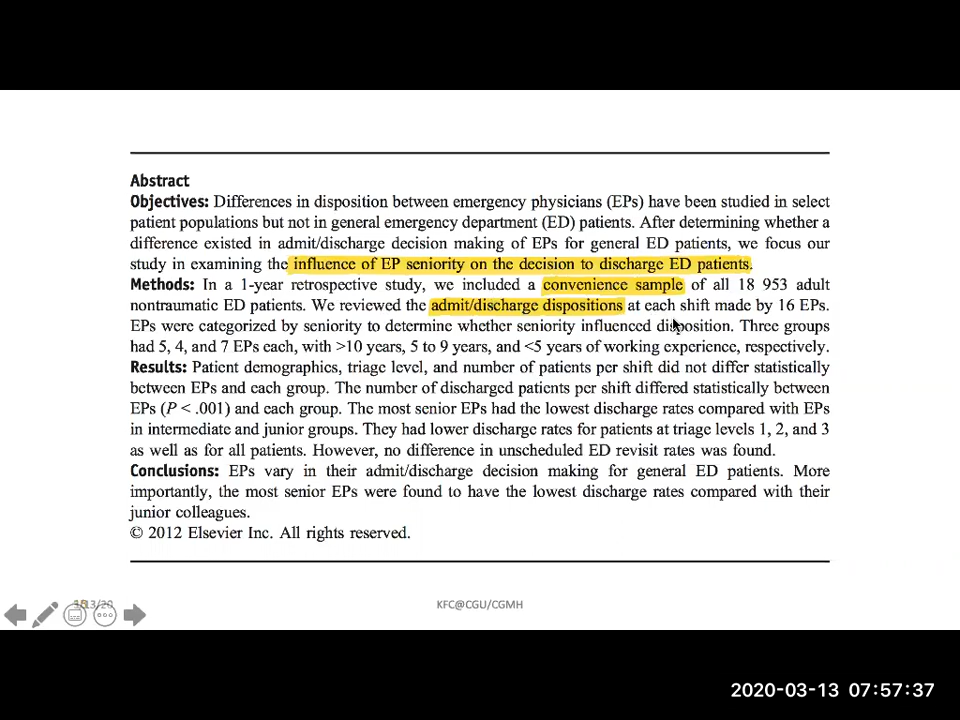 Abstract
Objectives: Differences in disposition between emergency physicians (EPs) have been studied in select
patient populations but not in general emergency department (ED) patients. After determining whether a
difference existed in admit/discharge decision making of EPs for general ED patients, we focus our
study in examining the influence of EP seniority on the decision to discharge ED patients.
Methods: In a 1-year retrospective study, we included a convenience sample of all 18 953 adult
nontraumatic ED patients. We reviewed the admit/discharge dispositions at each shift made by 16 EPs.
EPs were categorized by seniority to determine whether seniority influenced disposition. Three groups
had 5, 4, and 7 EPs each, with >10 years, 5 to 9 years, and <5 years of working experience, respectively.
Results: Patient demographics, triage level, and number of patients per shift did not differ statistically
between EPs and each group. The number of discharged patients per shift differed statistically between
EPs (P < .001) and each group. The most senior EPs had the lowest discharge rates compared with EPs
in intermediate and junior groups. They had lower discharge rates for patients at triage levels 1, 2, and 3
as well as for all patients. However, no difference in unscheduled ED revisit rates was found.
Conclusions: EPs vary in their admit/discharge decision making for general ED patients. More
importantly, the most senior EPs were found to have the lowest discharge rates compared with their
junior colleagues.
© 2012 Elsevier Inc. All rights reserved.
KFC@CGU/CGMH
2020-03-13 07:57:37